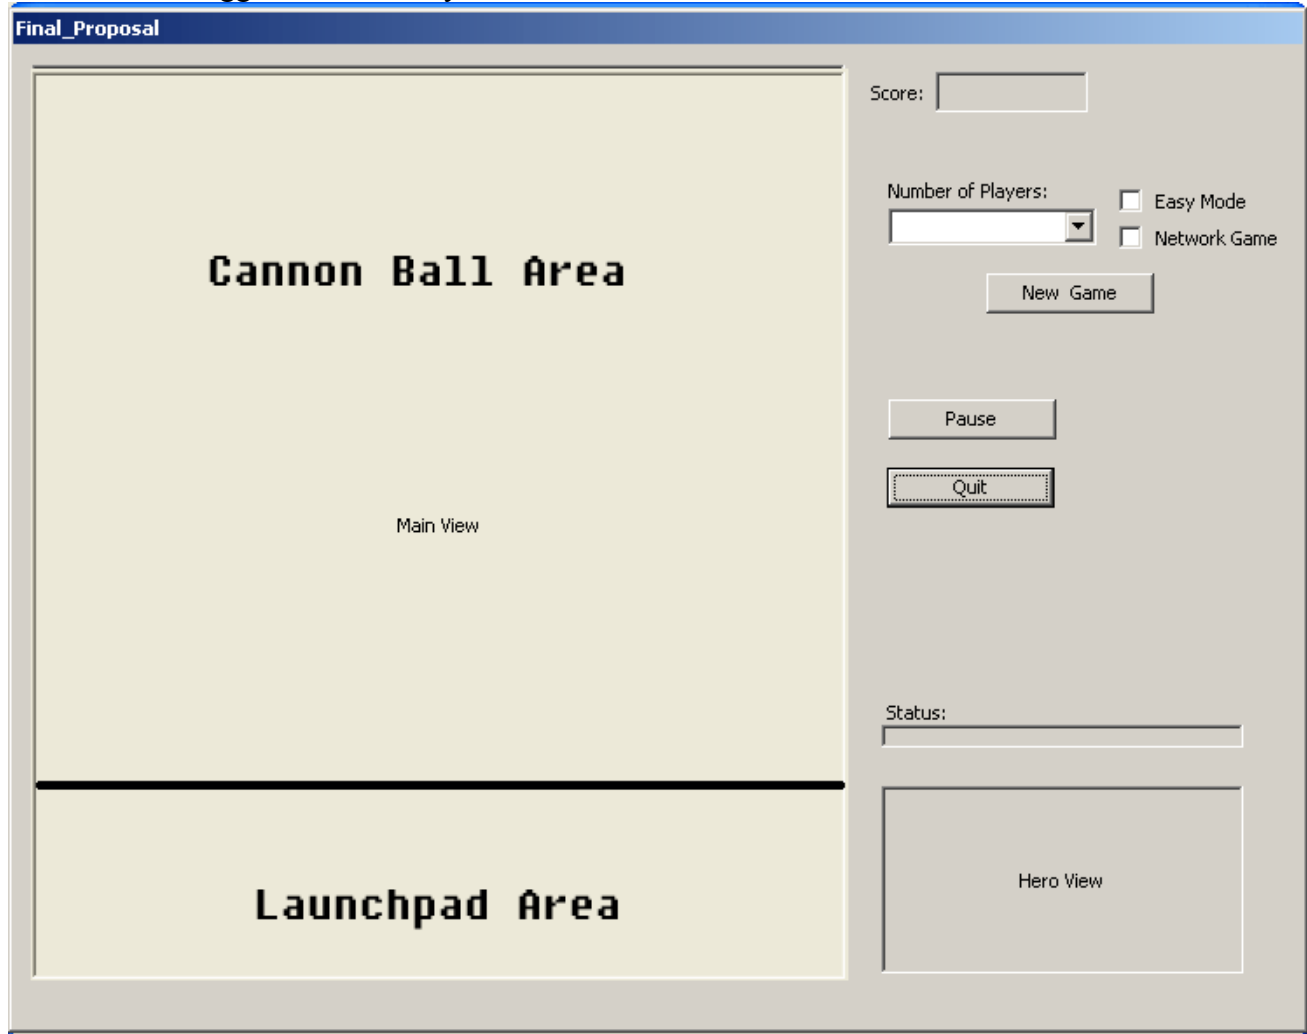 Final_Proposal
Score:
Number of Players:
Easy Mode
Network Game
Cannon Ball Area
New Game
Pause
Quit
Main View
Status:
Hero View
Launchpad Area